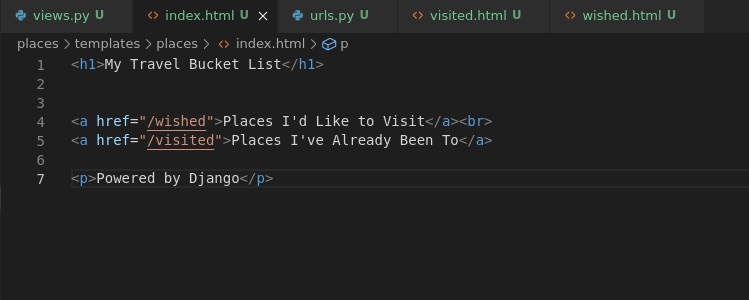 views.py U index.html U × urls.py U visited.html U wished.html U
places > templates > places > <> index.html > p
1 <h1>My Travel Bucket List</h1>
2
3
4 <a href="/wished">Places I'd Like to Visit</a><br>
5 <a href="/visited">Places I've Already Been To</a>
6
7 <p>Powered by Django</p>